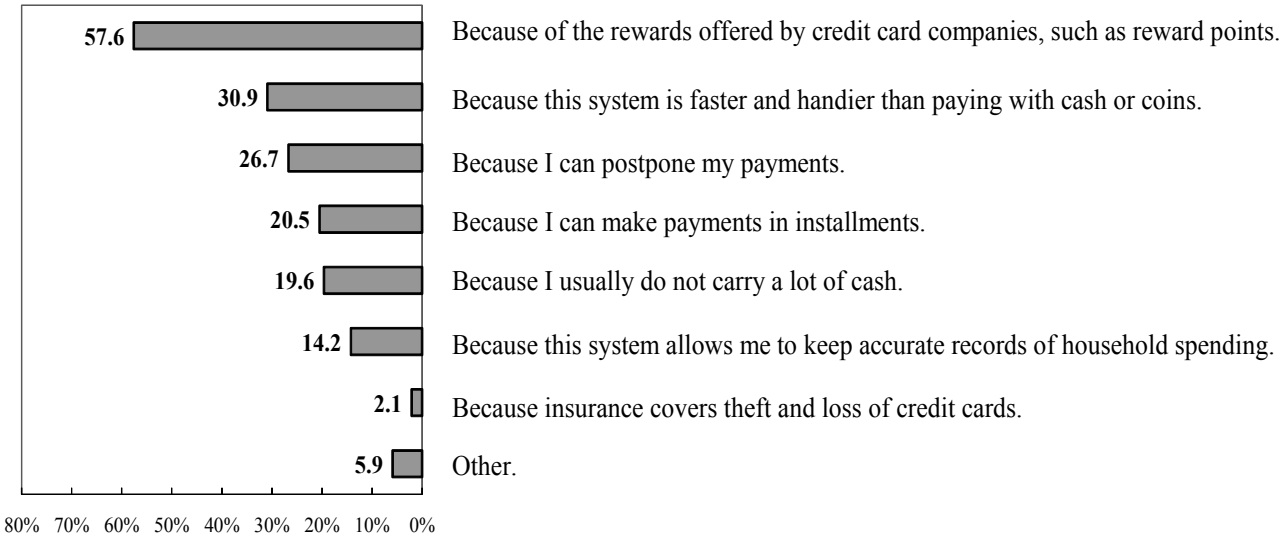 57.6 Because of the rewards offered by credit card companies, such as reward points.
30.9 Because this system is faster and handier than paying with cash or coins.
26.7 Because I can postpone my payments.
20.5 Because I can make payments in installments.
19.6 Because I usually do not carry a lot of cash.
14.2 Because this system allows me to keep accurate records of household spending.
2.1 Because insurance covers theft and loss of credit cards.
5.9 Other.
80% 70% 60% 50% 40% 30% 20% 10% 0%